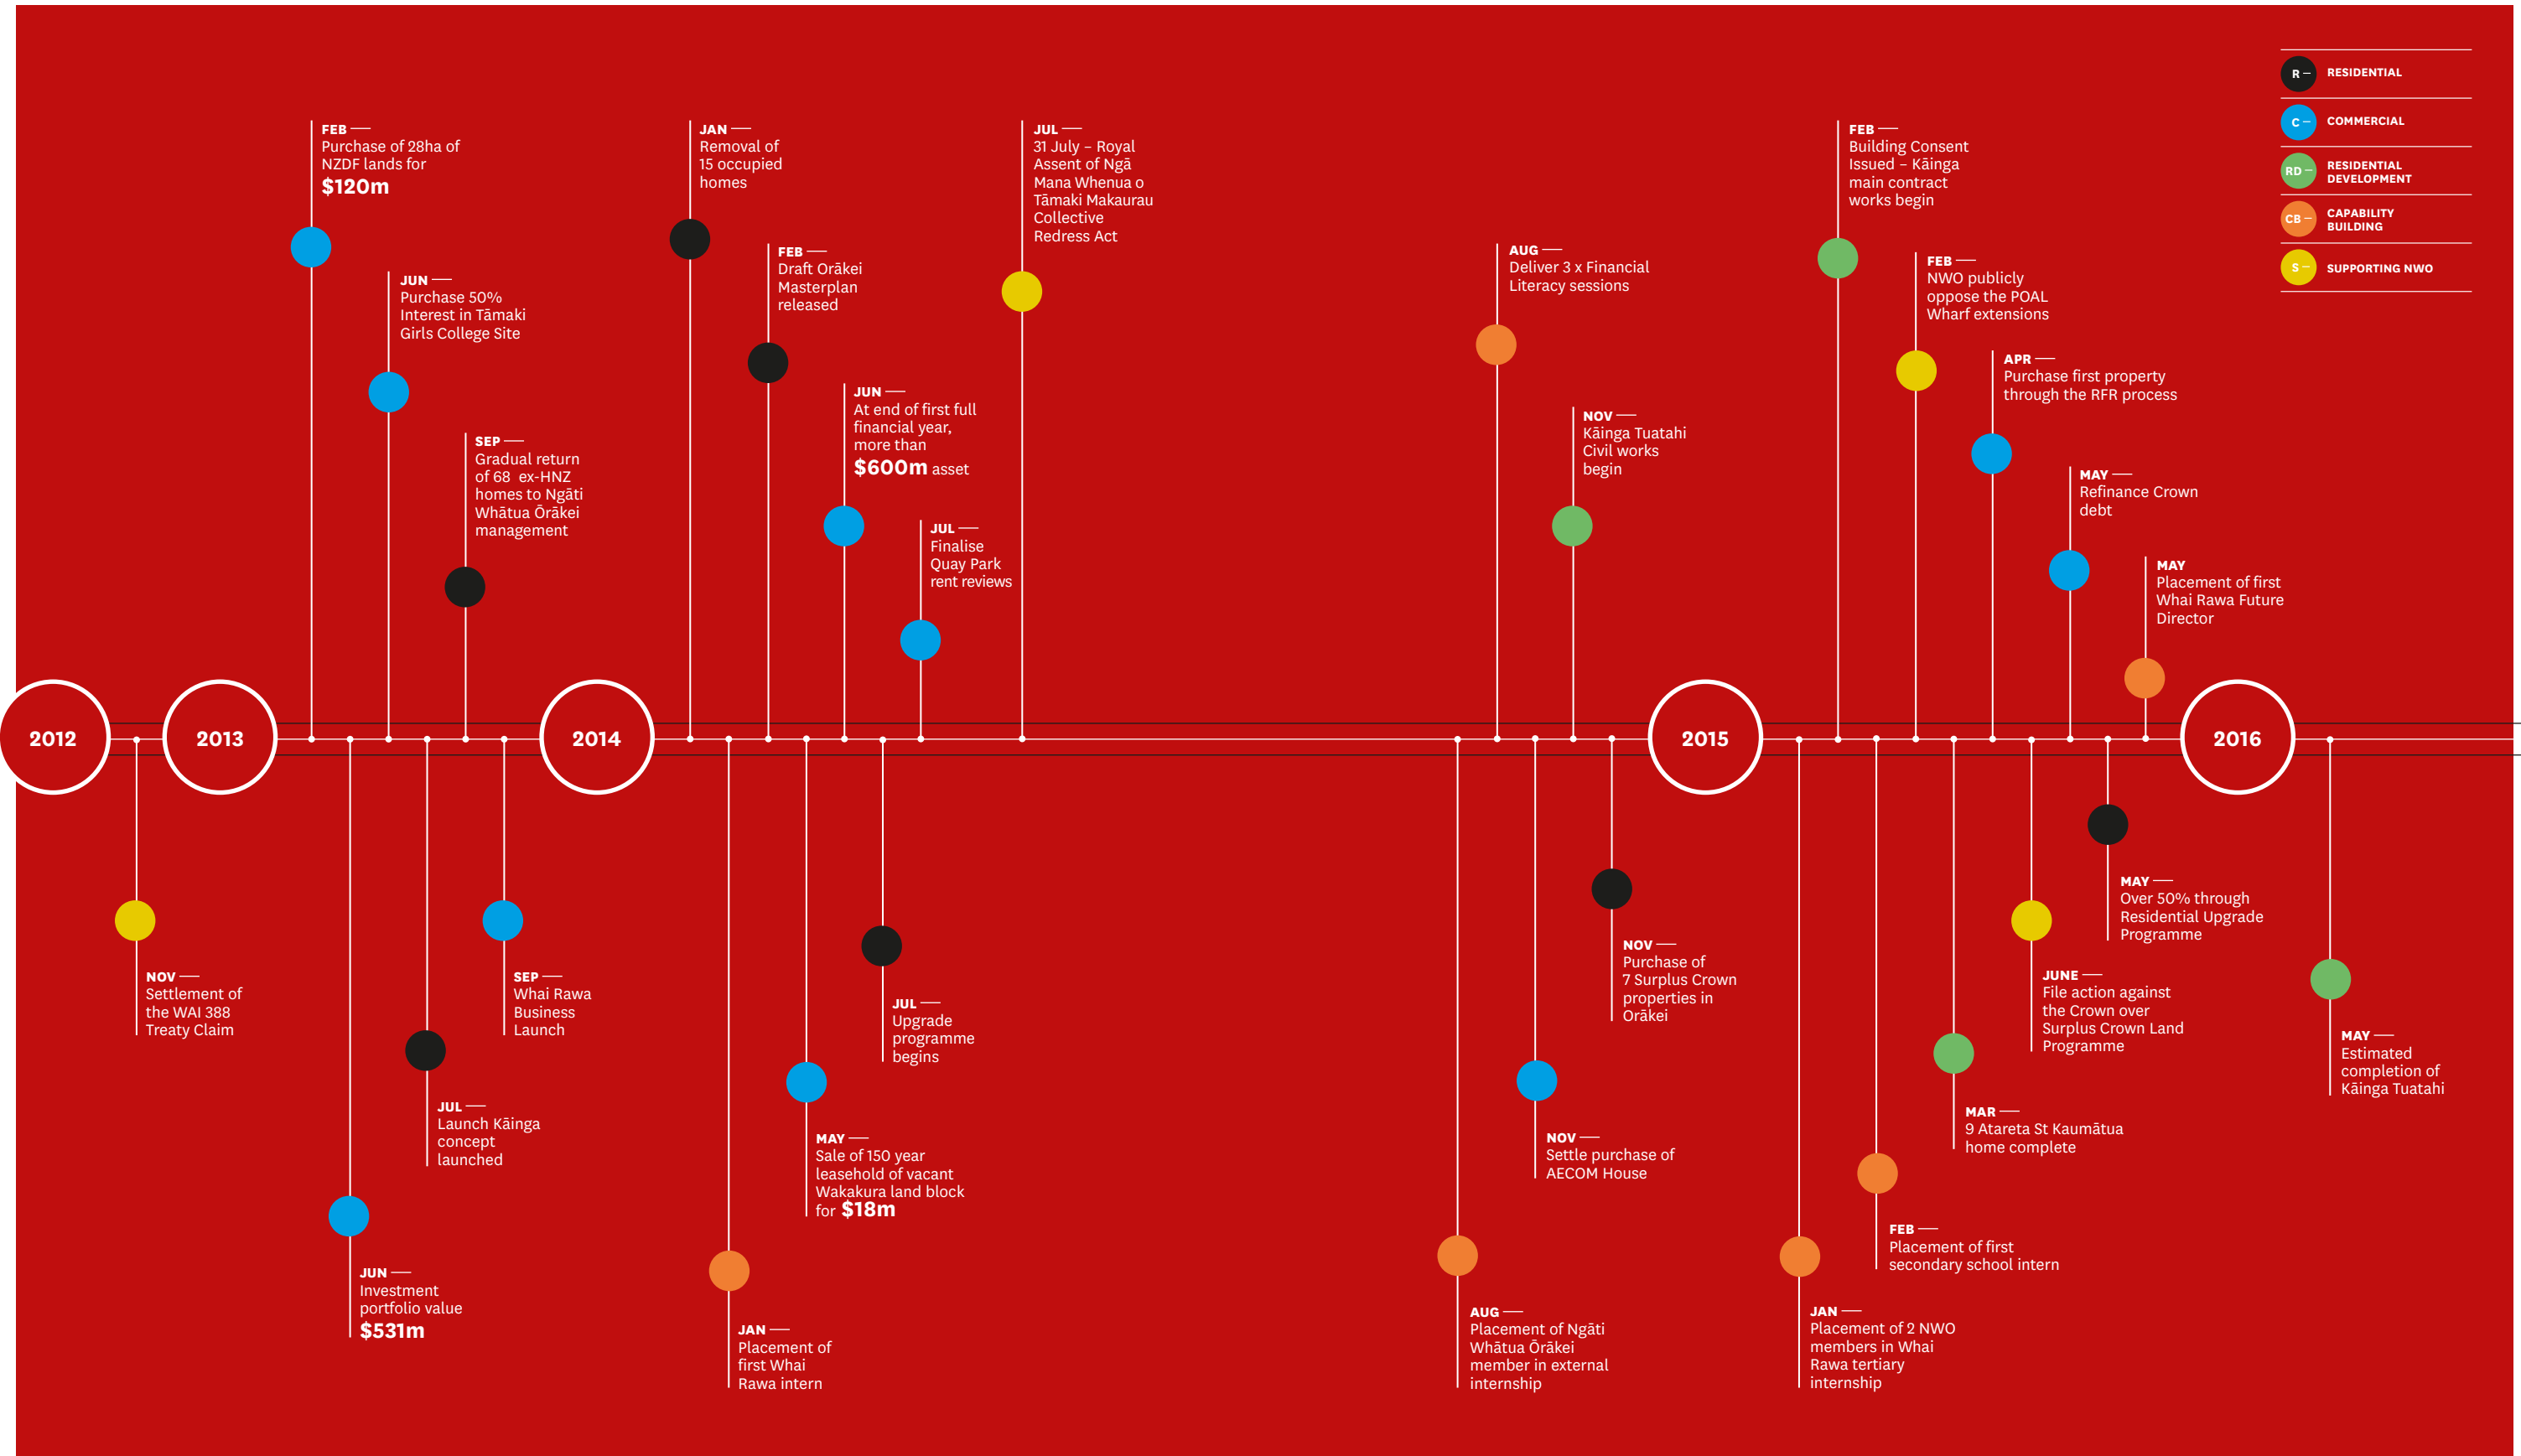 R – RESIDENTIAL
C – COMMERCIAL
RD – RESIDENTIAL
DEVELOPMENT
CB – CAPABILITY
BUILDING
S – SUPPORTING NWO
FEB —
Purchase of 28ha of
NZDF lands for
$120m
JUN —
Purchase 50%
Interest in Tāmaki
Girls College Site
SEP —
Gradual return
of 68 ex-HNZ
homes to Ngāti
Whātua Ōrākei
management
JAN —
Removal of
15 occupied
homes
FEB —
Draft Orākei
Masterplan
released
JUN —
At end of first full
financial year,
more than
$600m asset
JUL —
Finalise
Quay Park
rent reviews
JUL —
31 July – Royal
Assent of Ngā
Mana Whenua o
Tāmaki Makaurau
Collective
Redress Act
AUG —
Deliver 3 x Financial
Literacy sessions
NOV —
Kāinga Tuatahi
Civil works
begin
FEB —
Building Consent
Issued – Kāinga
main contract
works begin
FEB —
NWO publicly
oppose the POAL
Wharf extensions
APR —
Purchase first property
through the RFR process
MAY —
Refinance Crown
debt
MAY
Placement of first
Whai Rawa Future
Director
2012
2013
2014
2015
2016
NOV —
Settlement of
the WAI 388
Treaty Claim
JUN —
Investment
portfolio value
$531m
JUL —
Launch Kāinga
concept
launched
SEP —
Whai Rawa
Business
Launch
JAN —
Placement of
first Whai
Rawa intern
MAY —
Sale of 150 year
leasehold of vacant
Wakakura land block
for $18m
JUL —
Upgrade
programme
begins
AUG —
Placement of Ngāti
Whātua Ōrākei
member in external
internship
NOV —
Settle purchase of
AECOM House
NOV —
Purchase of
7 Surplus Crown
properties in
Orākei
JAN —
Placement of 2 NWO
members in Whai
Rawa tertiary
internship
FEB —
Placement of first
secondary school intern
MAR —
9 Atareta St Kaumātua
home complete
JUNE —
File action against
the Crown over
Surplus Crown Land
Programme
MAY —
Over 50% through
Residential Upgrade
Programme
MAY —
Estimated
completion of
Kāinga Tuatahi